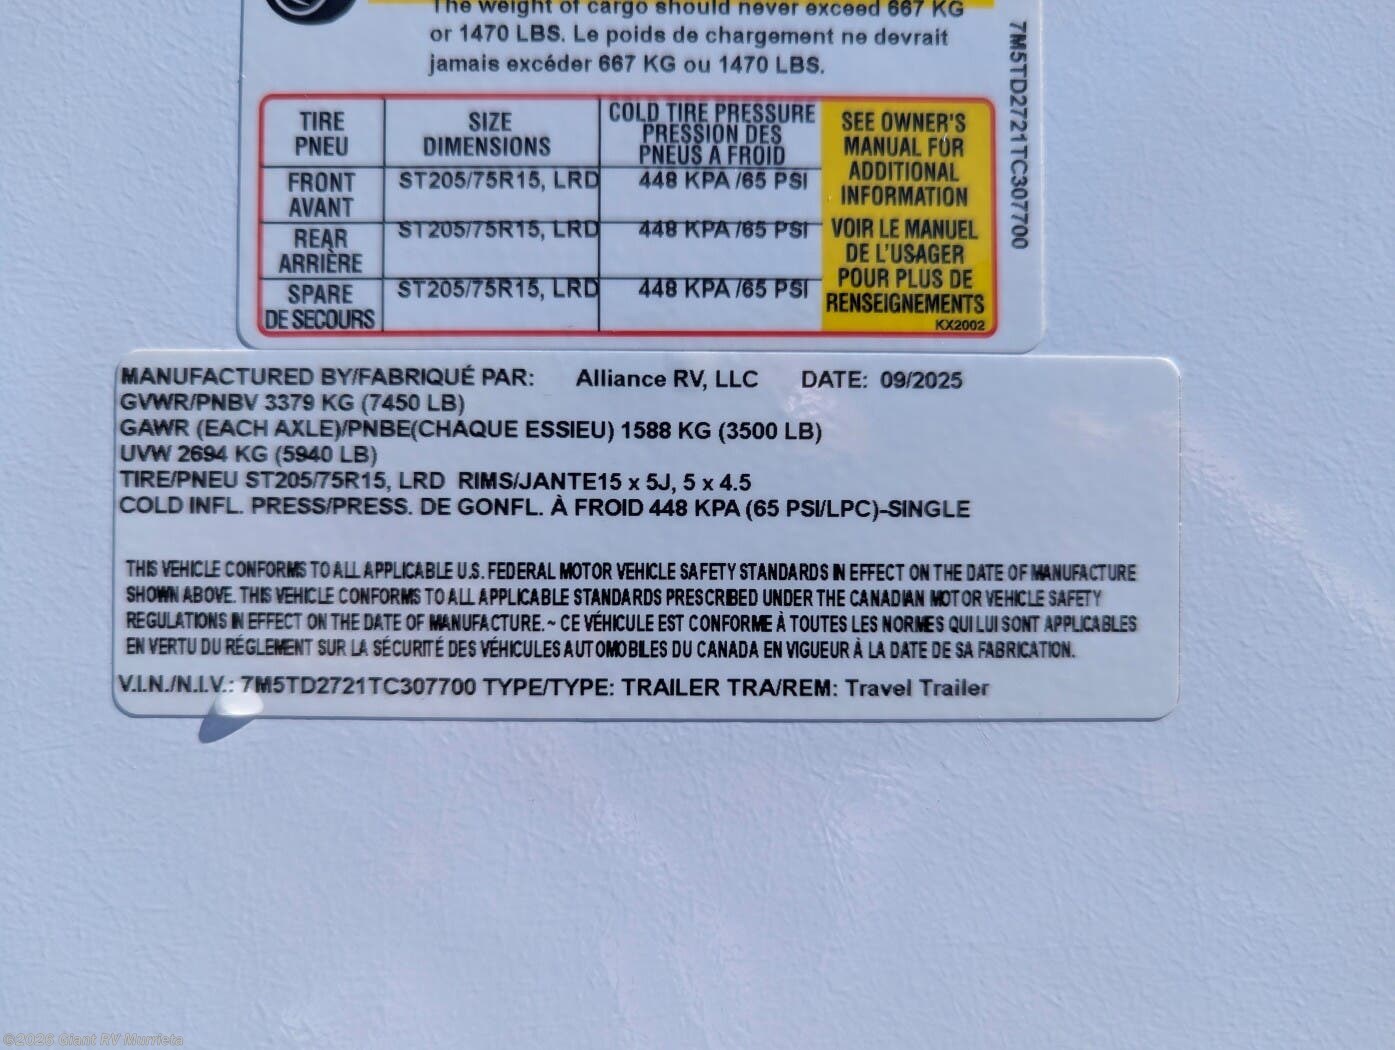 The weight of cargo should never exceed 667 KG
or 1470 LBS. Le poids de chargement ne devrait
jamais excéder 667 KG ou 1470 LBS.
7M5TD2721TC307700
TIRE PNEU SIZE DIMENSIONS COLD TIRE PRESSURE PRESSION DES PNEUS A FROID
FRONT AVANT ST205/75R15, LRD 448 KPA /65 PSI
REAR ARRIÈRE ST205/75R15, LRD 448 KPA /65 PSI
SPARE DE SECOURS ST205/75R15, LRD 448 KPA /65 PSI
SEE OWNER'S
MANUAL FOR
ADDITIONAL
INFORMATION
VOIR LE MANUEL
DE L'USAGER
POUR PLUS DE
RENSEIGNEMENTS
KX2002
MANUFACTURED BY/FABRIQUÉ PAR: Alliance RV, LLC DATE: 09/2025
GVWR/PNBV 3379 KG (7450 LB)
GAWR (EACH AXLE)/PNBE(CHAQUE ESSIEU) 1588 KG (3500 LB)
UVW 2694 KG (5940 LB)
TIRE/PNEU ST205/75R15, LRD RIMS/JANTE15 x 5J, 5 x 4.5
COLD INFL. PRESS/PRESS. DE GONFL. À FROID 448 KPA (65 PSI/LPC)-SINGLE
THIS VEHICLE CONFORMS TO ALL APPLICABLE U.S. FEDERAL MOTOR VEHICLE SAFETY STANDARDS IN EFFECT ON THE DATE OF MANUFACTURE
SHOWN ABOVE. THIS VEHICLE CONFORMS TO ALL APPLICABLE STANDARDS PRESCRIBED UNDER THE CANADIAN MOTOR VEHICLE SAFETY
REGULATIONS IN EFFECT ON THE DATE OF MANUFACTURE. ~ CE VÉHICULE EST CONFORME À TOUTES LES NORMES QUI LUI SONT APPLICABLES
EN VERTU DU RÉGLEMENT SUR LA SÉCURITÉ DES VÉHICULES AUTOMOBILES DU CANADA EN VIGUEUR À LA DATE DE SA FABRICATION.
V.I.N./N.I.V.: 7M5TD2721TC307700 TYPE/TYPE: TRAILER TRA/REM: Travel Trailer
©2026 Giant RV Murrieta